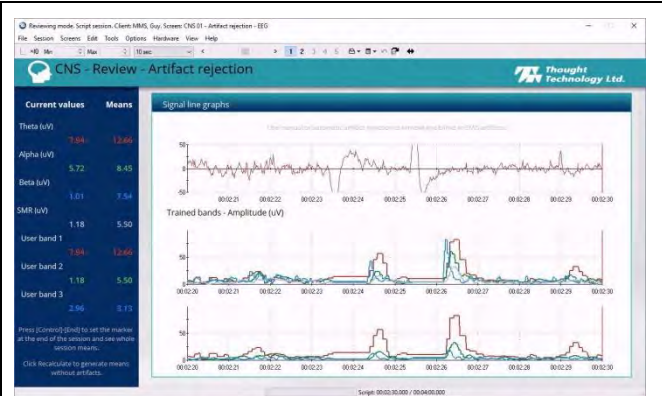 Reviewing mode. Script session. Client: MMS, Guy. Screen: CNS 01 - Artifact rejection - EEG
File Session Screens Edit Tools Options Hardware View Help
Min Max 10 sec 1 2 3 4 5
CNS - Review - Artifact rejection
Thought
Technology Ltd.
Current values Means
Signal line graphs
Theta (uV)
7.64 12.66
Alpha (uV)
5.72 8.45
Beta (uV)
1.01 7.54
SMR (uV)
1.18 5.50
User band 1
7.64 12.66
User band 2
1.18 5.50
User band 3
2.96 3.13
Press [Control]-[End] to set the marker
at the end of the session and see whole
session means.
Click Recalculate to generate means
without artifacts.
50
0
-50
00:02:20 00:02:21 00:02:22 00:02:23 00:02:24 00:02:25 00:02:26 00:02:27 00:02:28 00:02:29 00:02:30
Trained bands - Amplitude (uV)
50
00:02:20 00:02:21 00:02:22 00:02:23 00:02:24 00:02:25 00:02:26 00:02:27 00:02:28 00:02:29 00:02:30
50
00:02:20 00:02:21 00:02:22 00:02:23 00:02:24 00:02:25 00:02:26 00:02:27 00:02:28 00:02:29 00:02:30
Script: 00:02:30.000 / 00:04:00.000